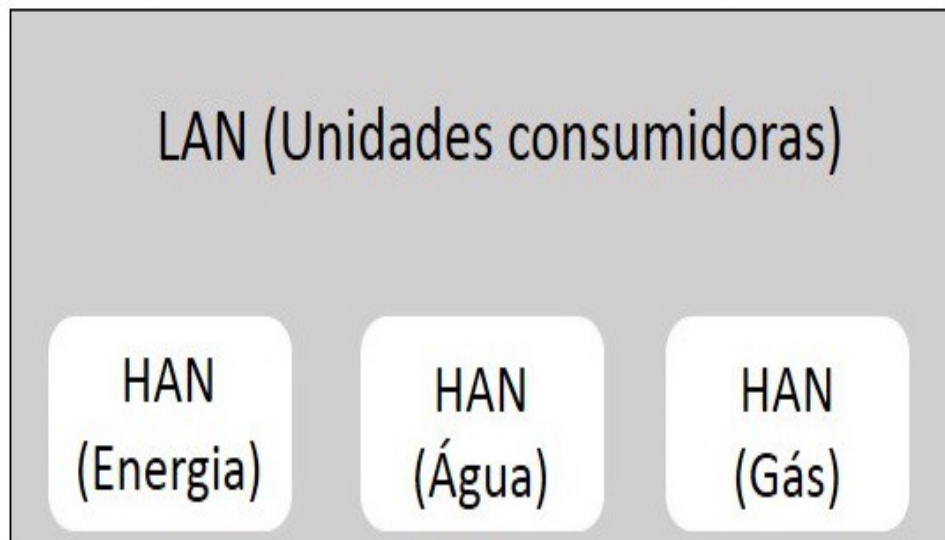 LAN (Unidades consumidoras)
HAN
(Energia)
HAN
(Água)
HAN
(Gás)